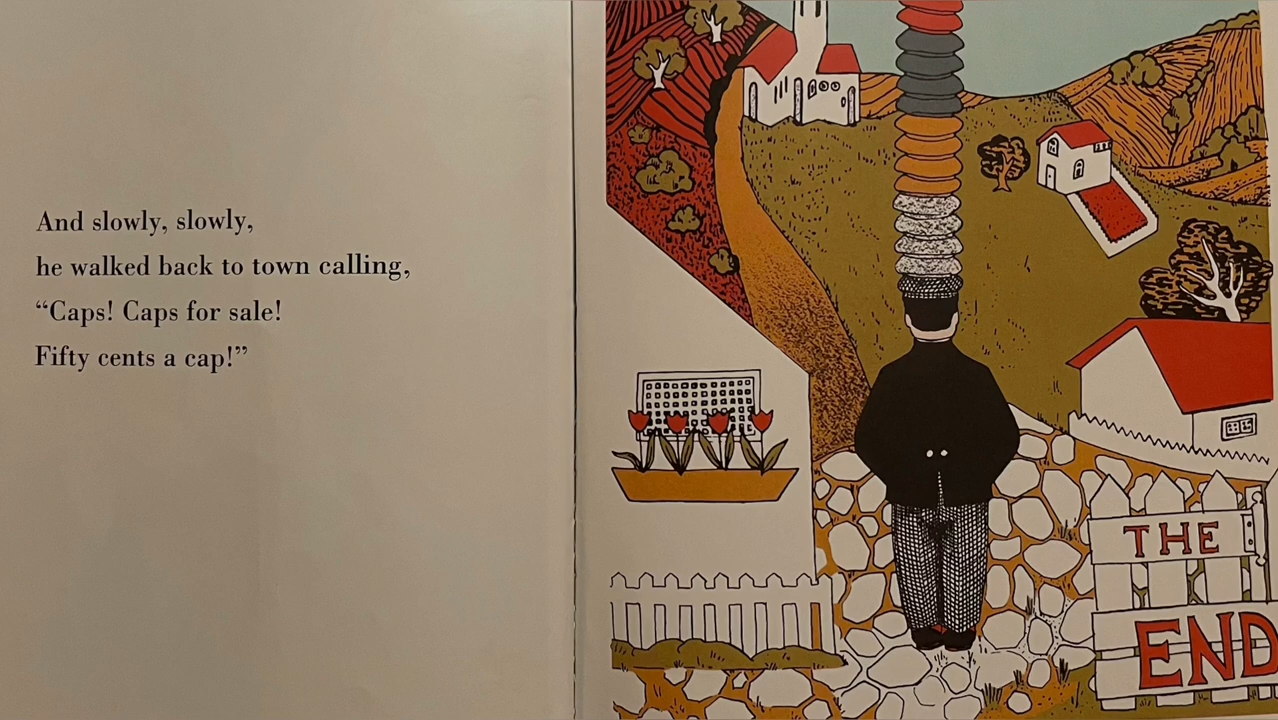 And slowly, slowly,
he walked back to town calling,
“Caps! Caps for sale!
Fifty cents a cap!”
THE
END